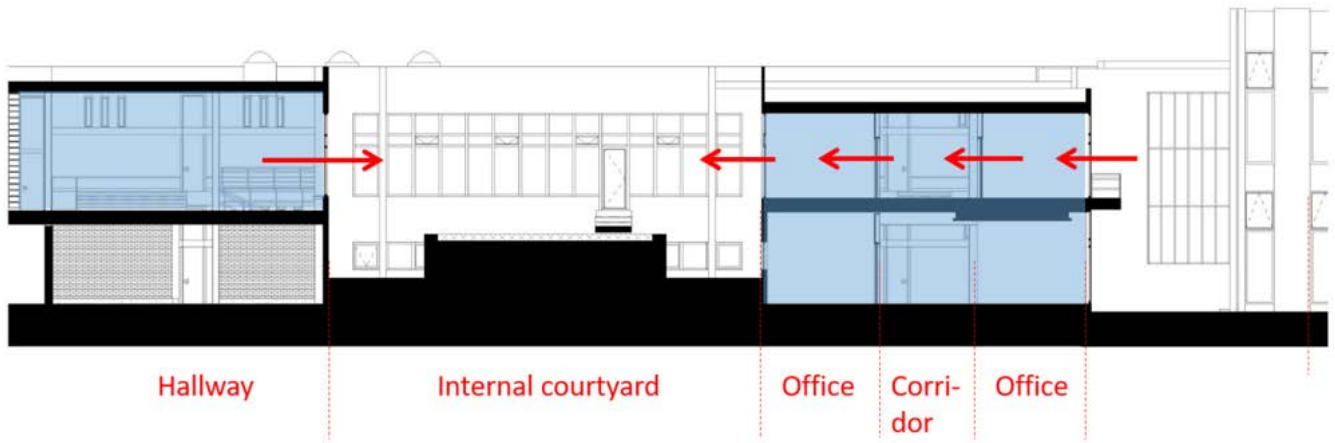 Hallway
Internal courtyard
Office
Corri-
dor
Office